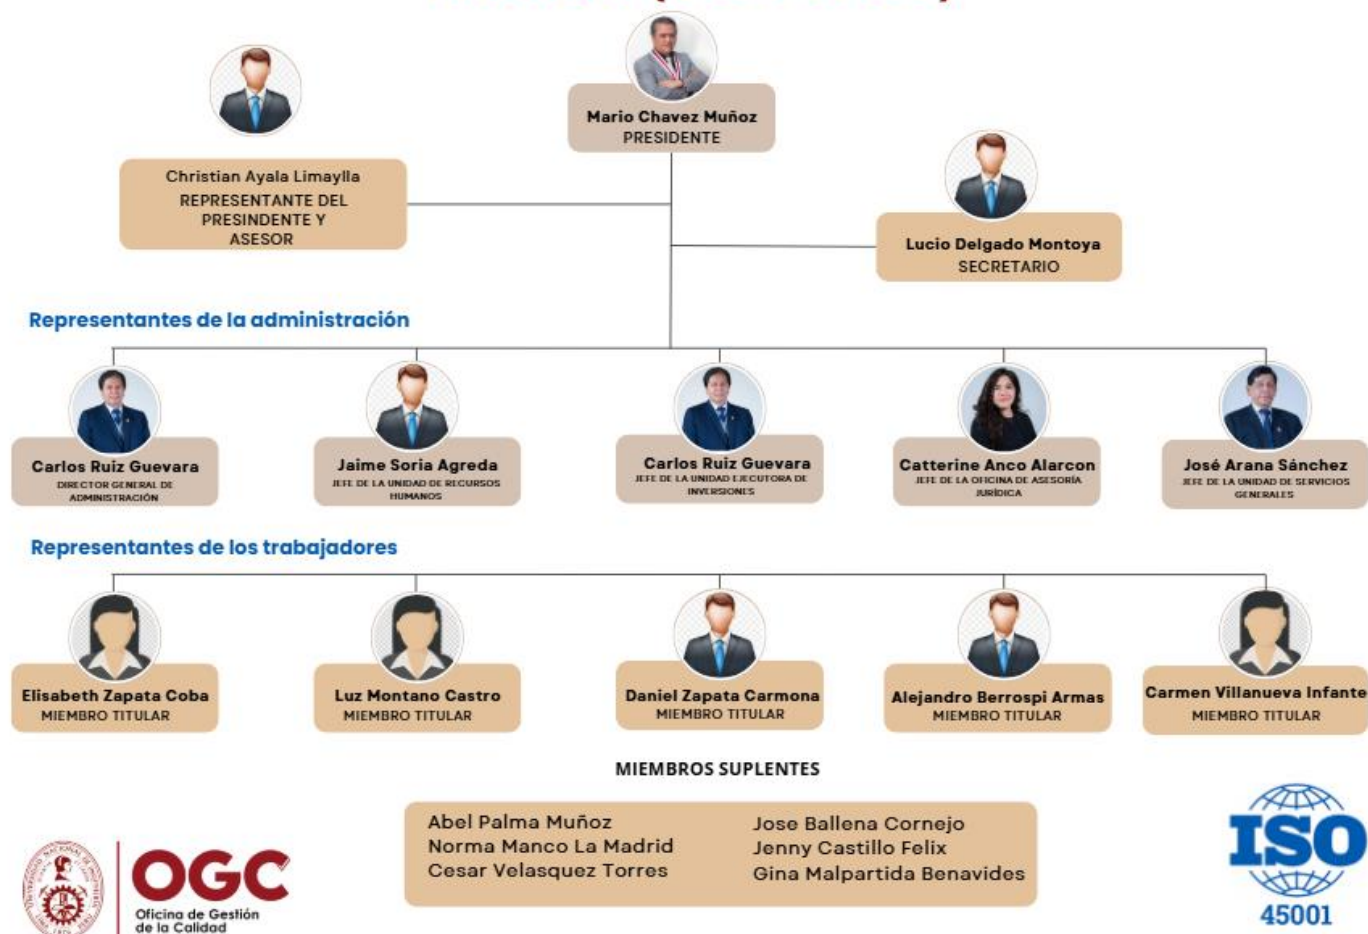 Mario Chavez Muñoz
PRESIDENTE
Christian Ayala Limaylla
REPRESENTANTE DEL
PRESINDENTE Y
ASESOR
Lucio Delgado Montoya
SECRETARIO
Representantes de la administración
Carlos Ruiz Guevara
DIRECTOR GENERAL DE
ADMINISTRACIÓN
Jaime Soria Agreda
JEFE DE LA UNIDAD DE RECURSOS
HUMANOS
Carlos Ruiz Guevara
JEFE DE LA UNIDAD EJECUTORA DE
INVERSIONES
Catterine Anco Alarcon
JEFE DE LA OFICINA DE ASESORÍA
JURÍDICA
José Arana Sánchez
JEFE DE LA UNIDAD DE SERVICIOS
GENERALES
Representantes de los trabajadores
Elisabeth Zapata Coba
MIEMBRO TITULAR
Luz Montano Castro
MIEMBRO TITULAR
Daniel Zapata Carmona
MIEMBRO TITULAR
Alejandro Berrospi Armas
MIEMBRO TITULAR
Carmen Villanueva Infante
MIEMBRO TITULAR
MIEMBROS SUPLENTES
Abel Palma Muñoz
Norma Manco La Madrid
Cesar Velasquez Torres
Jose Ballena Cornejo
Jenny Castillo Felix
Gina Malpartida Benavides
OGC
Oficina de Gestión
de la Calidad
ISO
45001